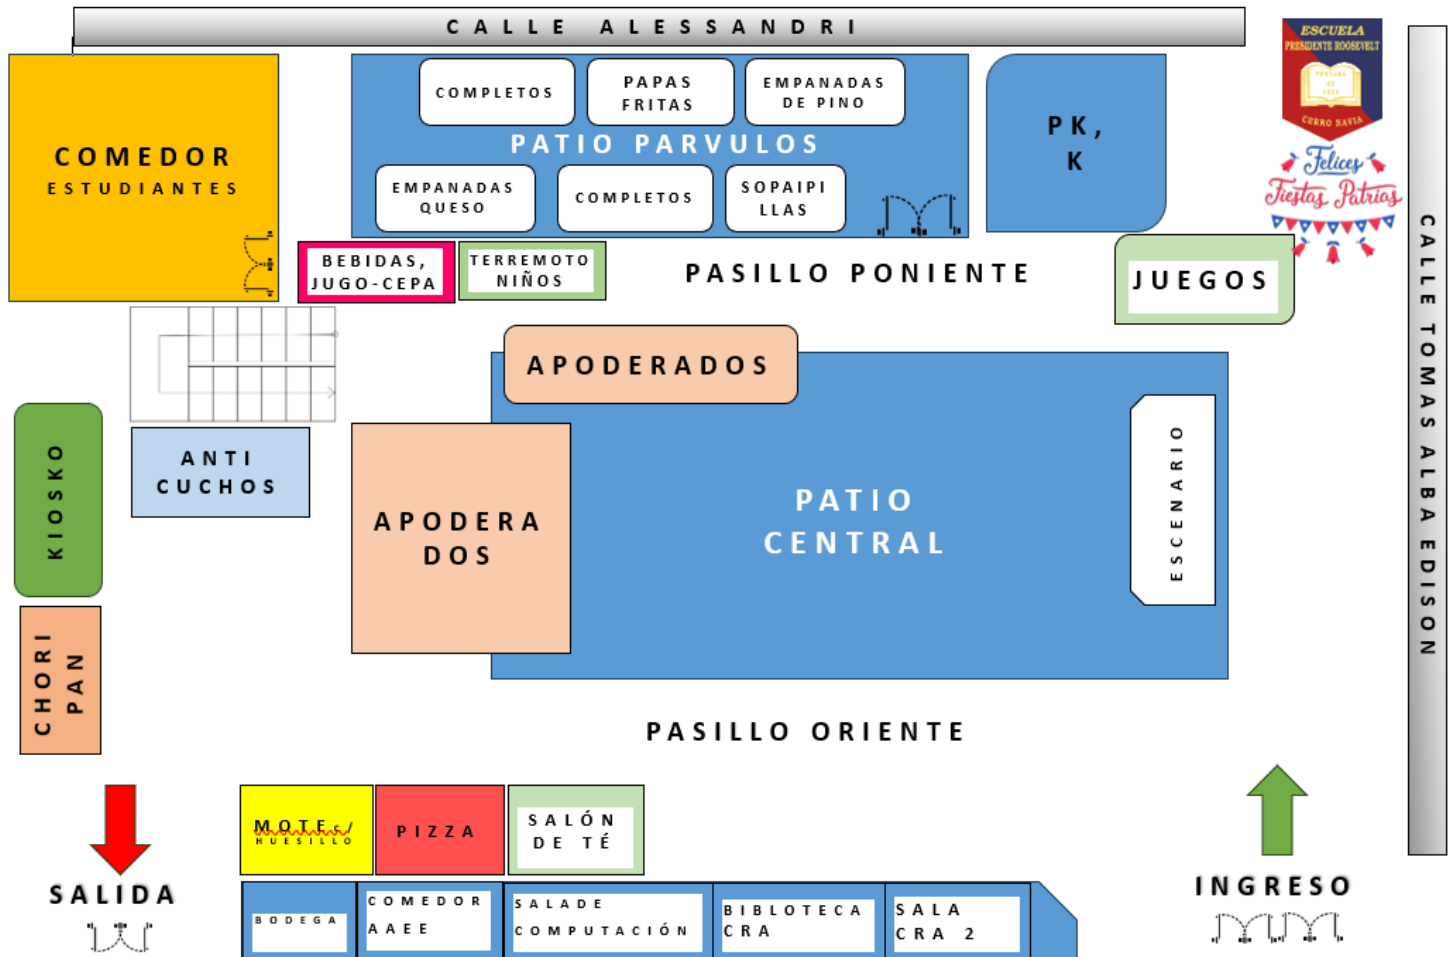 CALLE ALESSANDRI
ESCUELA
PRESIDENTE ROOSEVELT
CERRO NAVIA
Felices
Fiestas Patrias
CALLE TOMAS ALBA EDISON
COMEDOR
ESTUDIANTES
COMPLETOS
PAPAS
FRITAS
EMPANADAS
DE PINO
PATIO PARVULOS
EMPANADAS
QUESO
COMPLETOS
SOPAIPI
LLAS
PK,
K
BEBIDAS,
JUGO-CEPA
TERREMOTO
NIÑOS
PASILLO PONIENTE
JUEGOS
APODERADOS
KIOSKO
ANTI
CUCHOS
APODERA
DOS
PATIO
CENTRAL
ESCENARIO
CHORI
PAN
PASILLO ORIENTE
MOTE c/
HUESILLO
PIZZA
SALÓN
DE TÉ
SALIDA
INGRESO
BODEGA
COMEDOR
AAEE
SALADE
COMPUTACIÓN
BIBLOTECA
CRA
SALA
CRA 2